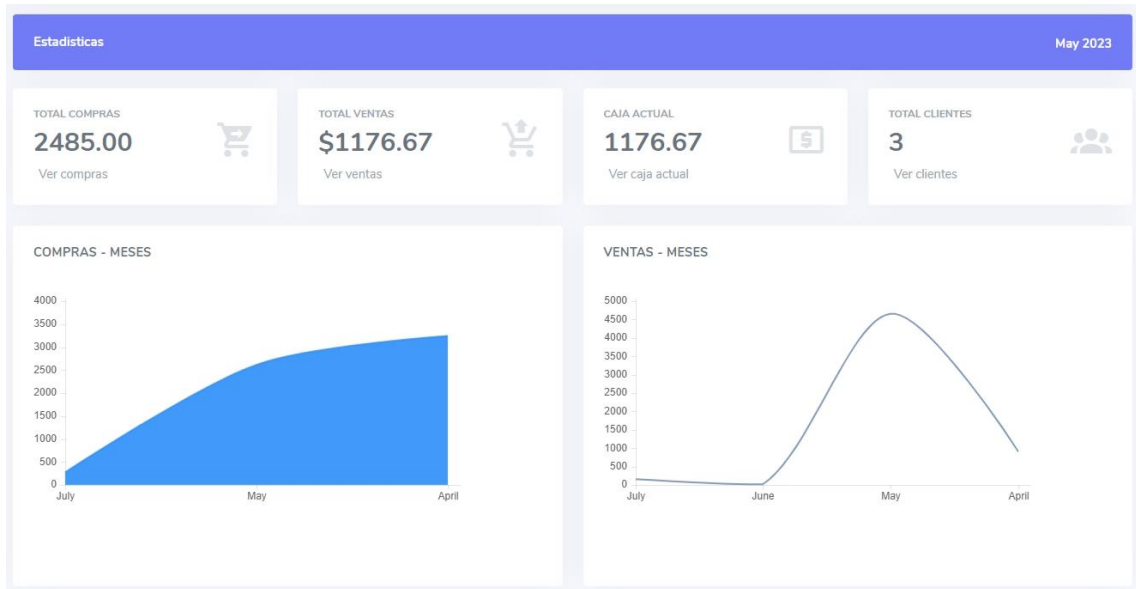 Estadisticas
May 2023
TOTAL COMPRAS
2485.00
Ver compras
TOTAL VENTAS
$1176.67
Ver ventas
CAJA ACTUAL
1176.67
Ver caja actual
TOTAL CLIENTES
3
Ver clientes
COMPRAS - MESES
4000
3500
3000
2500
2000
1500
1000
500
0
July May April
VENTAS - MESES
5000
4500
4000
3500
3000
2500
2000
1500
1000
500
0
July June May April